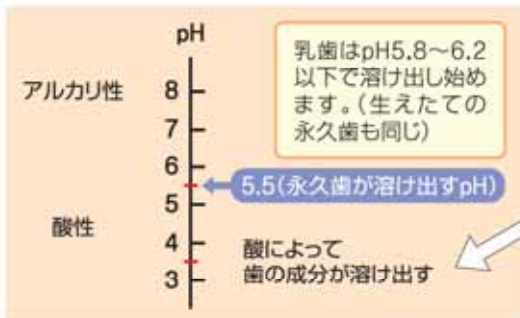 pH
乳歯はpH5.8～6.2
以下で溶け出し始め
ます。(生えたての
永久歯も同じ)
アルカリ性
8
7
6
5.5(永久歯が溶け出すpH)
5
酸性
4
酸によって
歯の成分が溶け出す
3